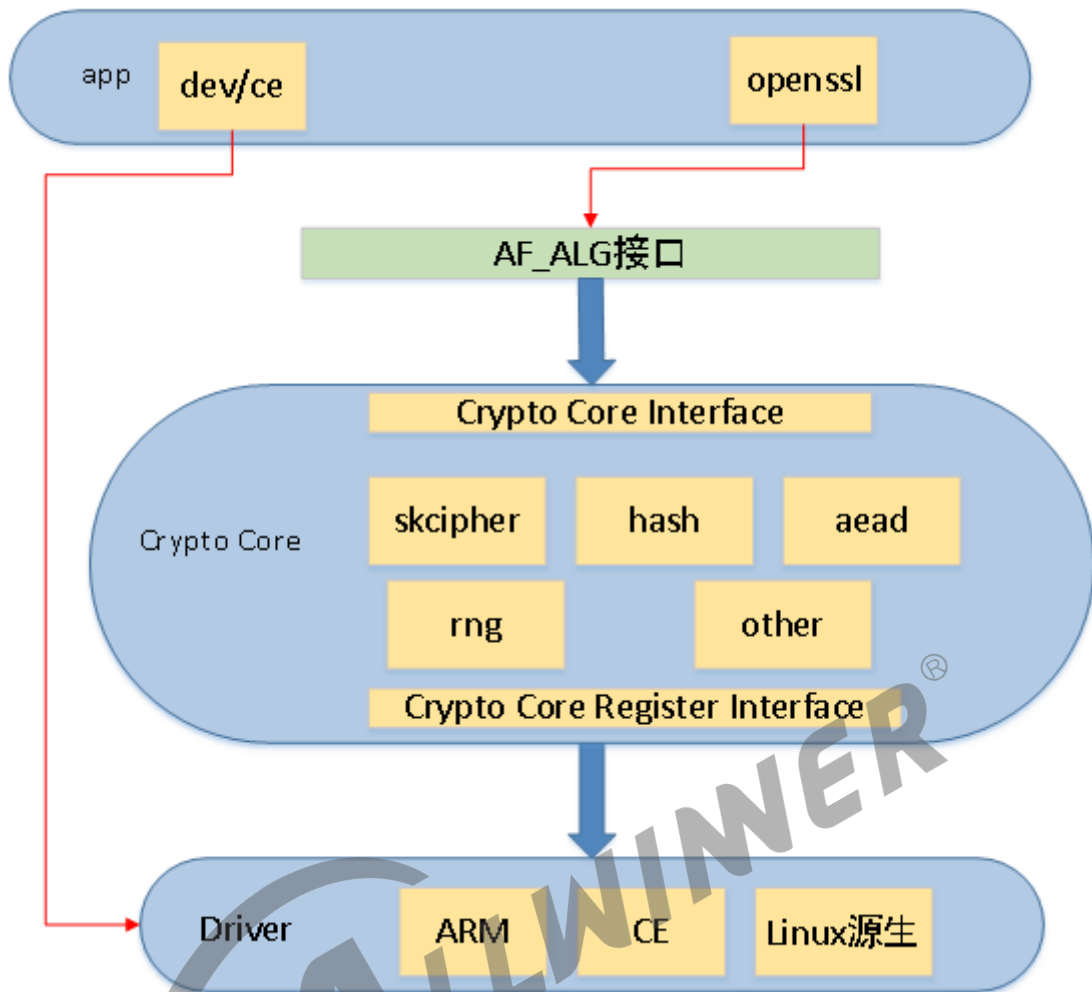 app
dev/ce
openssl
AF_ALG接口
Crypto Core Interface
Crypto Core
skcipher
hash
aead
rng
other
Crypto Core Register Interface
Driver
ARM
CE
Linux源生
ALLWINNER®